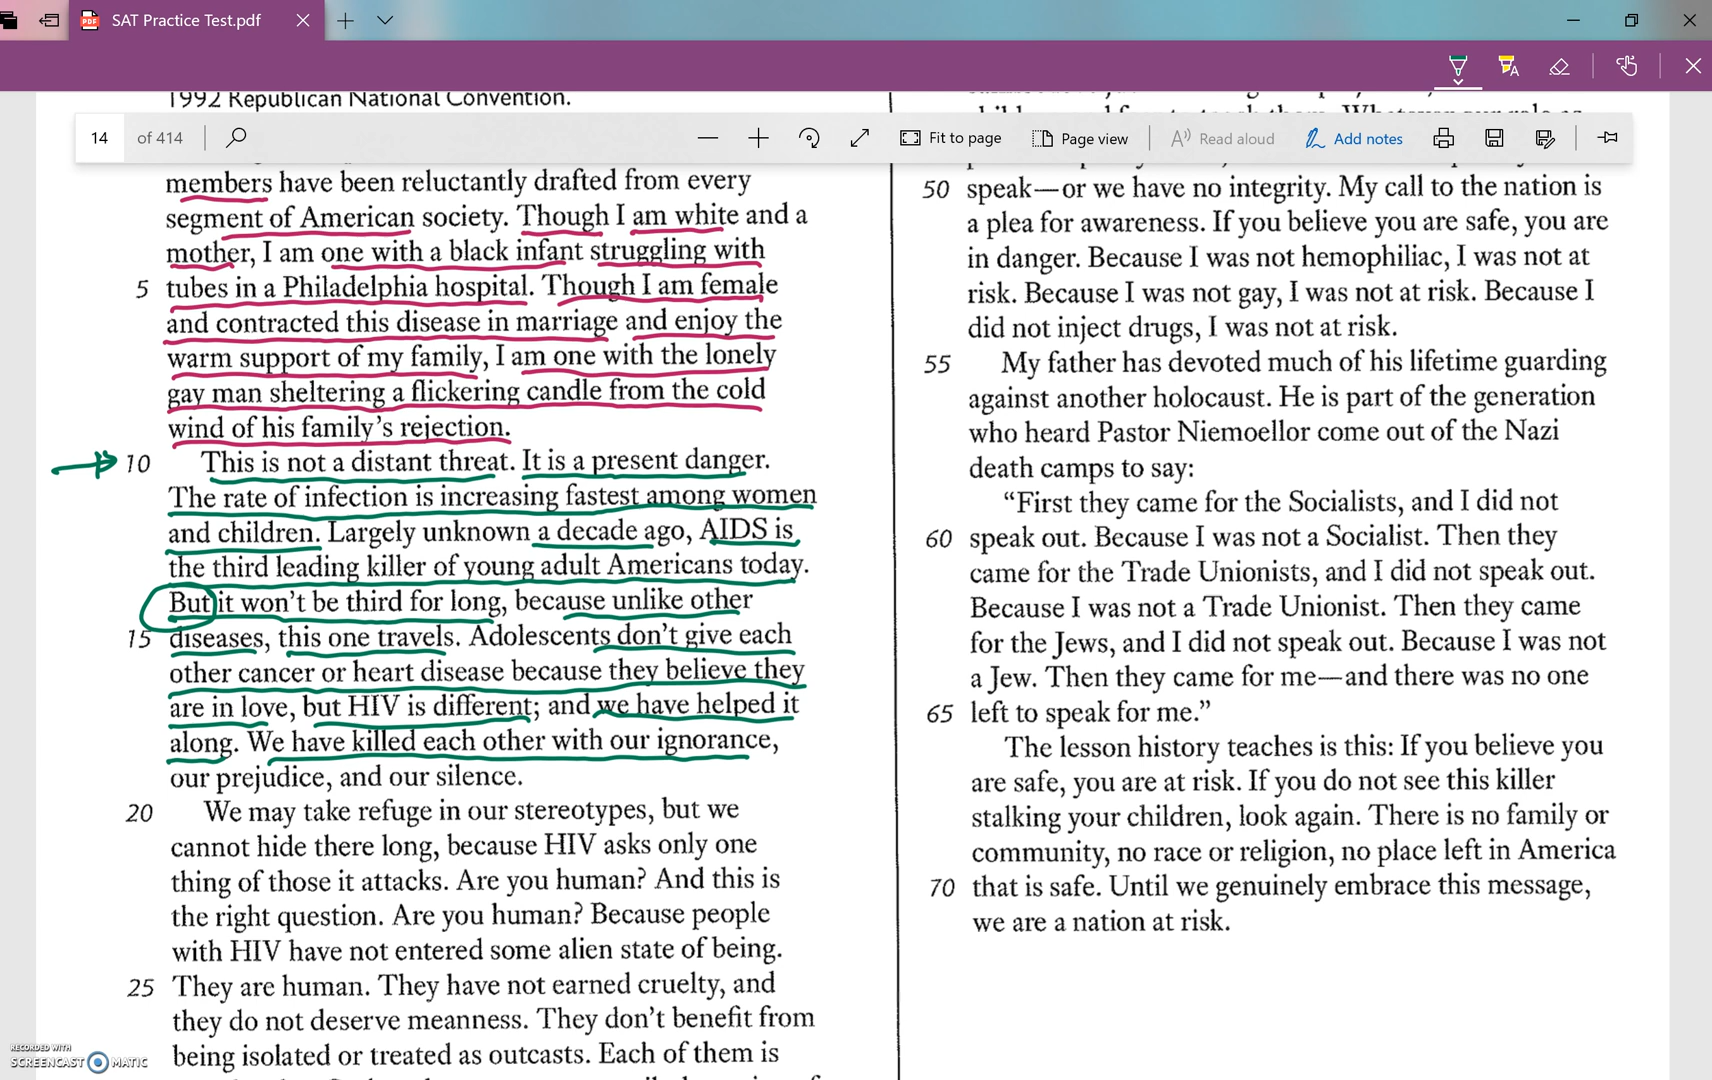 SAT Practice Test.pdf
1992 Republican National Convention.
14 of 414
Fit to page
Page view
Read aloud
Add notes
members have been reluctantly drafted from every
segment of American society. Though I am white and a
mother, I am one with a black infant struggling with
5 tubes in a Philadelphia hospital. Though I am female
and contracted this disease in marriage and enjoy the
warm support of my family, I am one with the lonely
gay man sheltering a flickering candle from the cold
wind of his family’s rejection.
10 This is not a distant threat. It is a present danger.
The rate of infection is increasing fastest among women
and children. Largely unknown a decade ago, AIDS is
the third leading killer of young adult Americans today.
But it won’t be third for long, because unlike other
15 diseases, this one travels. Adolescents don’t give each
other cancer or heart disease because they believe they
are in love, but HIV is different; and we have helped it
along. We have killed each other with our ignorance,
our prejudice, and our silence.
20 We may take refuge in our stereotypes, but we
cannot hide there long, because HIV asks only one
thing of those it attacks. Are you human? And this is
the right question. Are you human? Because people
with HIV have not entered some alien state of being.
25 They are human. They have not earned cruelty, and
they do not deserve meanness. They don’t benefit from
being isolated or treated as outcasts. Each of them is
50 speak—or we have no integrity. My call to the nation is
a plea for awareness. If you believe you are safe, you are
in danger. Because I was not hemophiliac, I was not at
risk. Because I was not gay, I was not at risk. Because I
did not inject drugs, I was not at risk.
55 My father has devoted much of his lifetime guarding
against another holocaust. He is part of the generation
who heard Pastor Niemoellor come out of the Nazi
death camps to say:
“First they came for the Socialists, and I did not
60 speak out. Because I was not a Socialist. Then they
came for the Trade Unionists, and I did not speak out.
Because I was not a Trade Unionist. Then they came
for the Jews, and I did not speak out. Because I was not
a Jew. Then they came for me—and there was no one
65 left to speak for me.”
The lesson history teaches is this: If you believe you
are safe, you are at risk. If you do not see this killer
stalking your children, look again. There is no family or
community, no race or religion, no place left in America
70 that is safe. Until we genuinely embrace this message,
we are a nation at risk.
RECORDED WITH
SCREENCAST MATIC